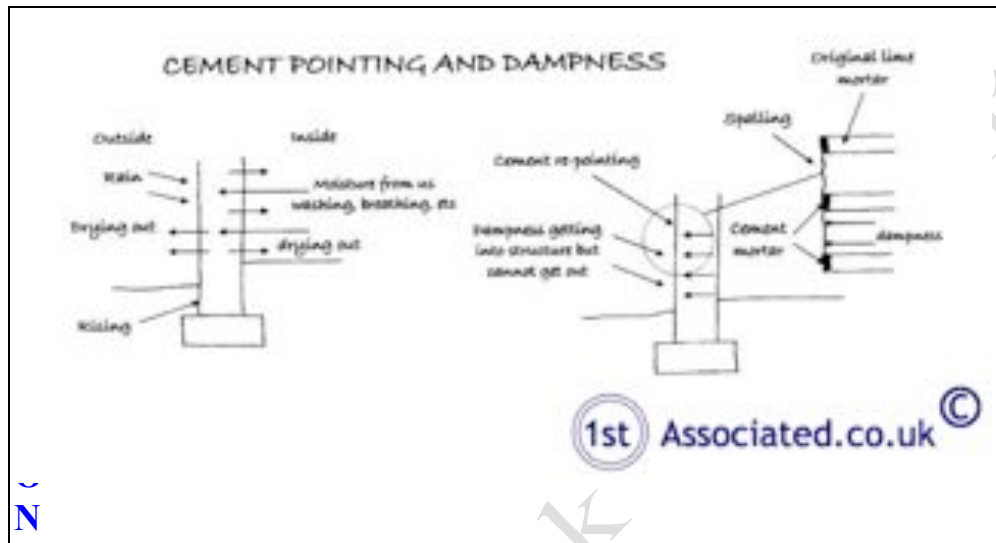 CEMENT POINTING AND DAMPNESS
Outside
Inside
Rain
Moisture from us
washing, breathing, etc
Drying out
drying out
Rising
Original lime
mortar
Spelling
Cement re-pointing
Dampness getting
into structure but
cannot get out
Cement
mortar
dampness
1st Associated.co.uk ©
N